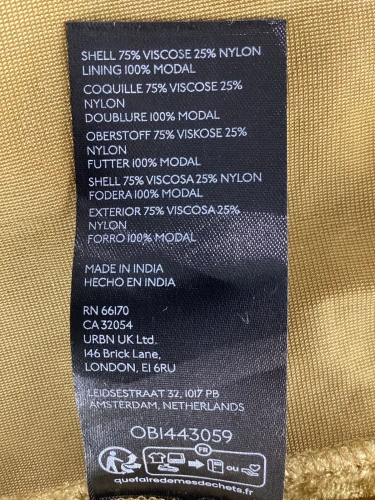 SHELL 75% VISCOSE 25% NYLON
LINING 100% MODAL
COQUILLE 75% VISCOSE 25%
NYLON
DOUBLURE 100% MODAL
OBERSTOFF 75% VISKOSE 25%
NYLON
FUTTER 100% MODAL
SHELL 75% VISCOSA 25% NYLON
FODERA 100% MODAL
EXTERIOR 75% VISCOSA 25%
NYLON
FORRO 100% MODAL
MADE IN INDIA
HECHO EN INDIA
RN 66170
CA 32054
URBN UK Ltd.
146 Brick Lane,
LONDON, E1 6RU
LEIDSESTRAAT 32, 1017 PB
AMSTERDAM, NETHERLANDS
OB1443059
FR
OU
quefairedemesdechets.fr